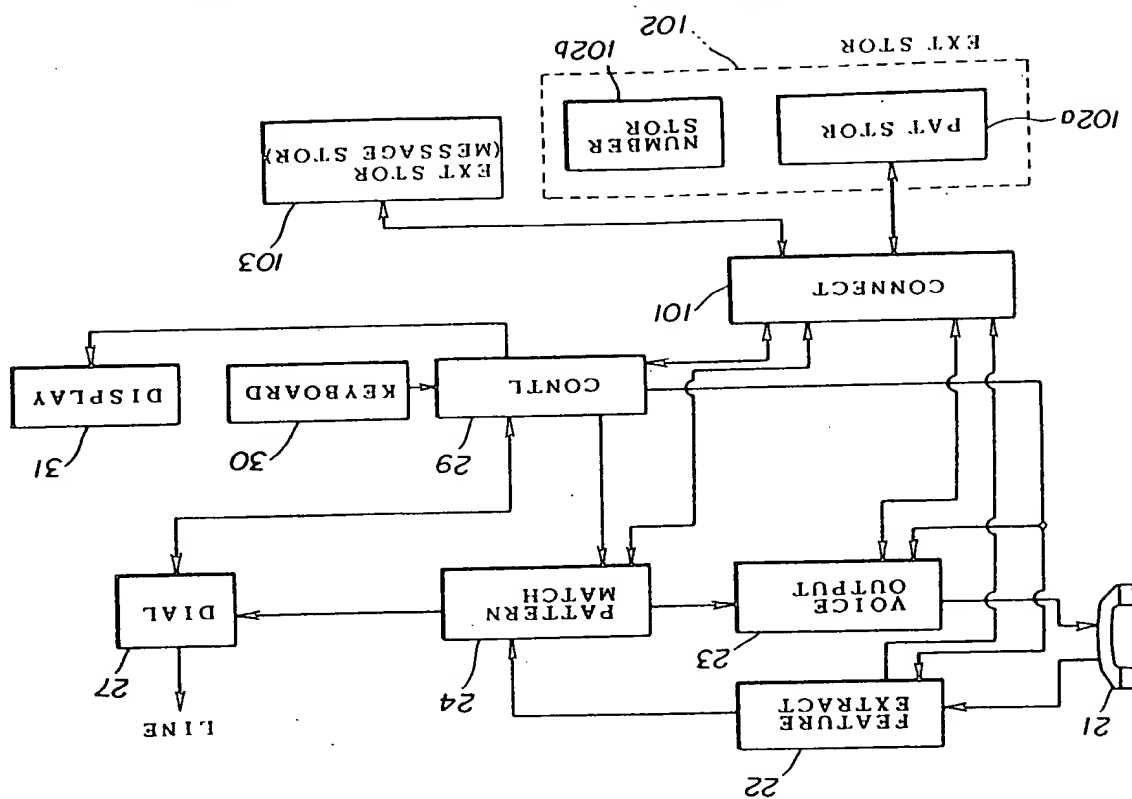 22
21
FEATURE
EXTRACT
24
LINE
27
23
VOICE
OUTPUT
PATTERN
MATCH
DIAL
29
30
31
CONTL
KEYBOARD
DISPLAY
101
CONNECT
103
EXT STOR
(MESSAGE STOR)
102a
PAT STOR
NUMBER
STOR
102b
EXT STOR
102